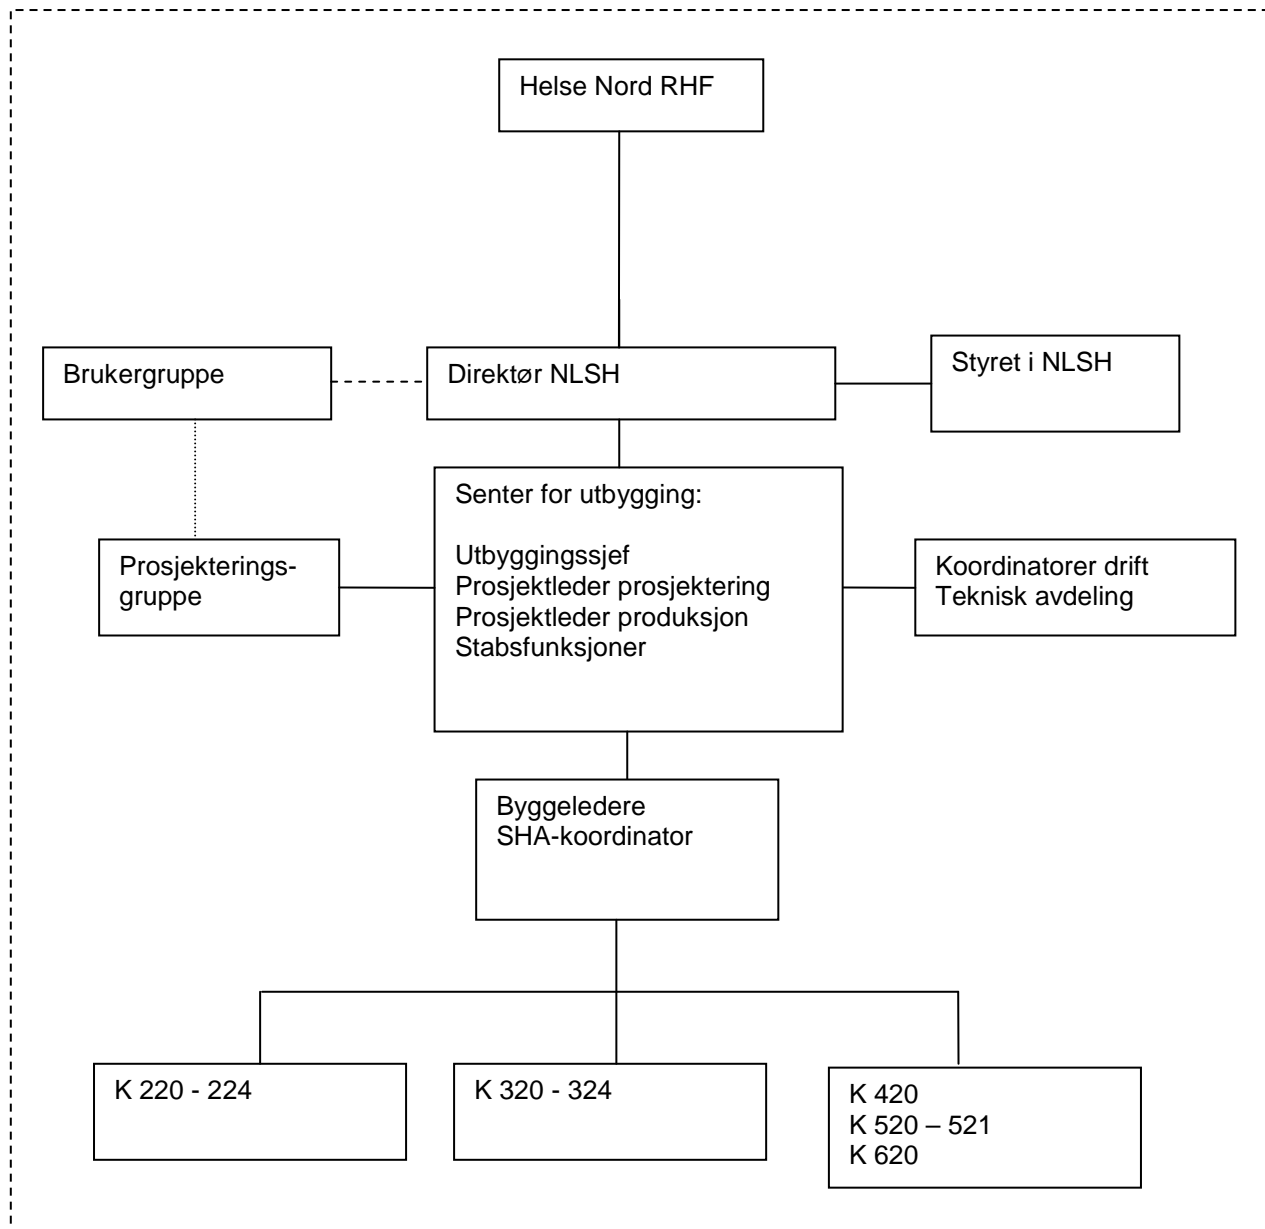 Helse Nord RHF
Brukergruppe
Direktør NLSH
Styret i NLSH
Senter for utbygging:
Utbyggingssjef
Prosjektleder prosjektering
Prosjektleder produksjon
Stabsfunksjoner
Prosjekterings-
gruppe
Koordinatorer drift
Teknisk avdeling
Byggeledere
SHA-koordinator
K 220 - 224
K 320 - 324
K 420
K 520 – 521
K 620